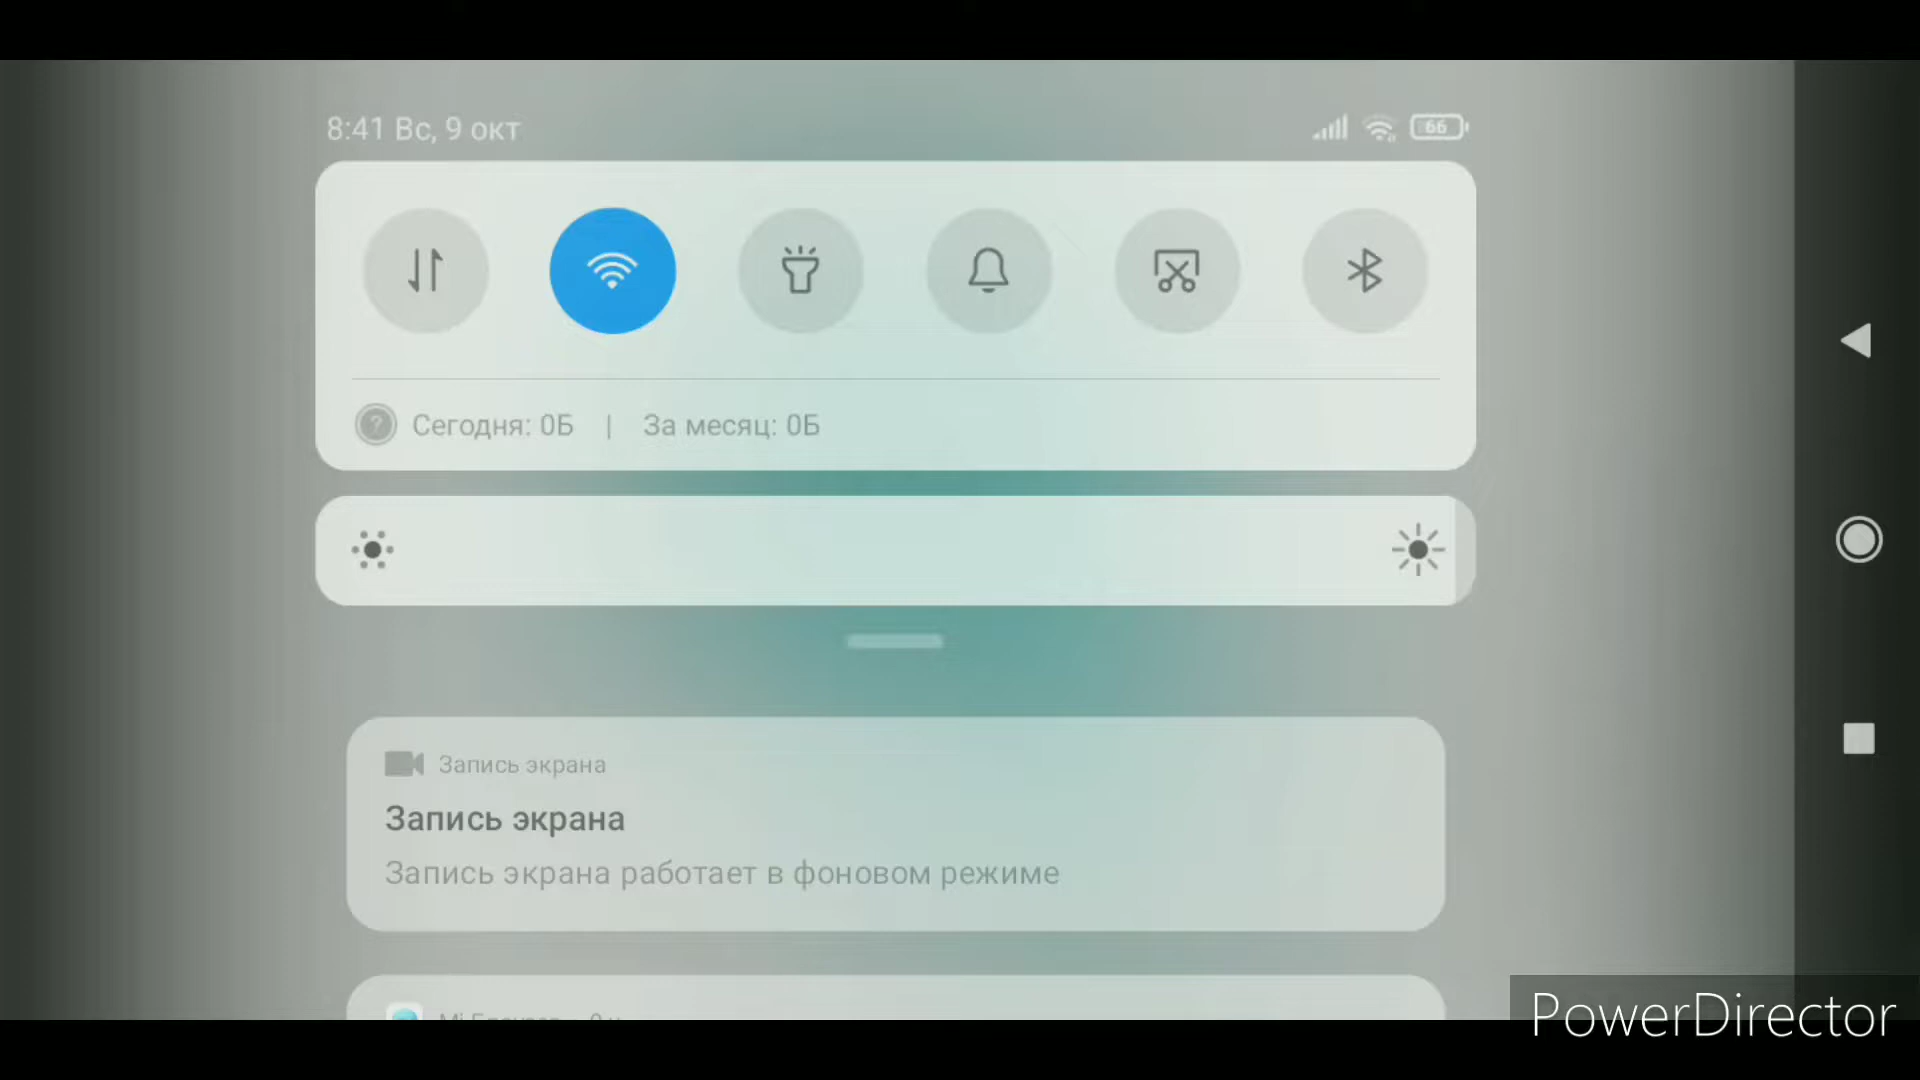 8:41 Вс, 9 окт
66
Сегодня: 0Б | За месяц: 0Б
Запись экрана
Запись экрана
Запись экрана работает в фоновом режиме
PowerDirector